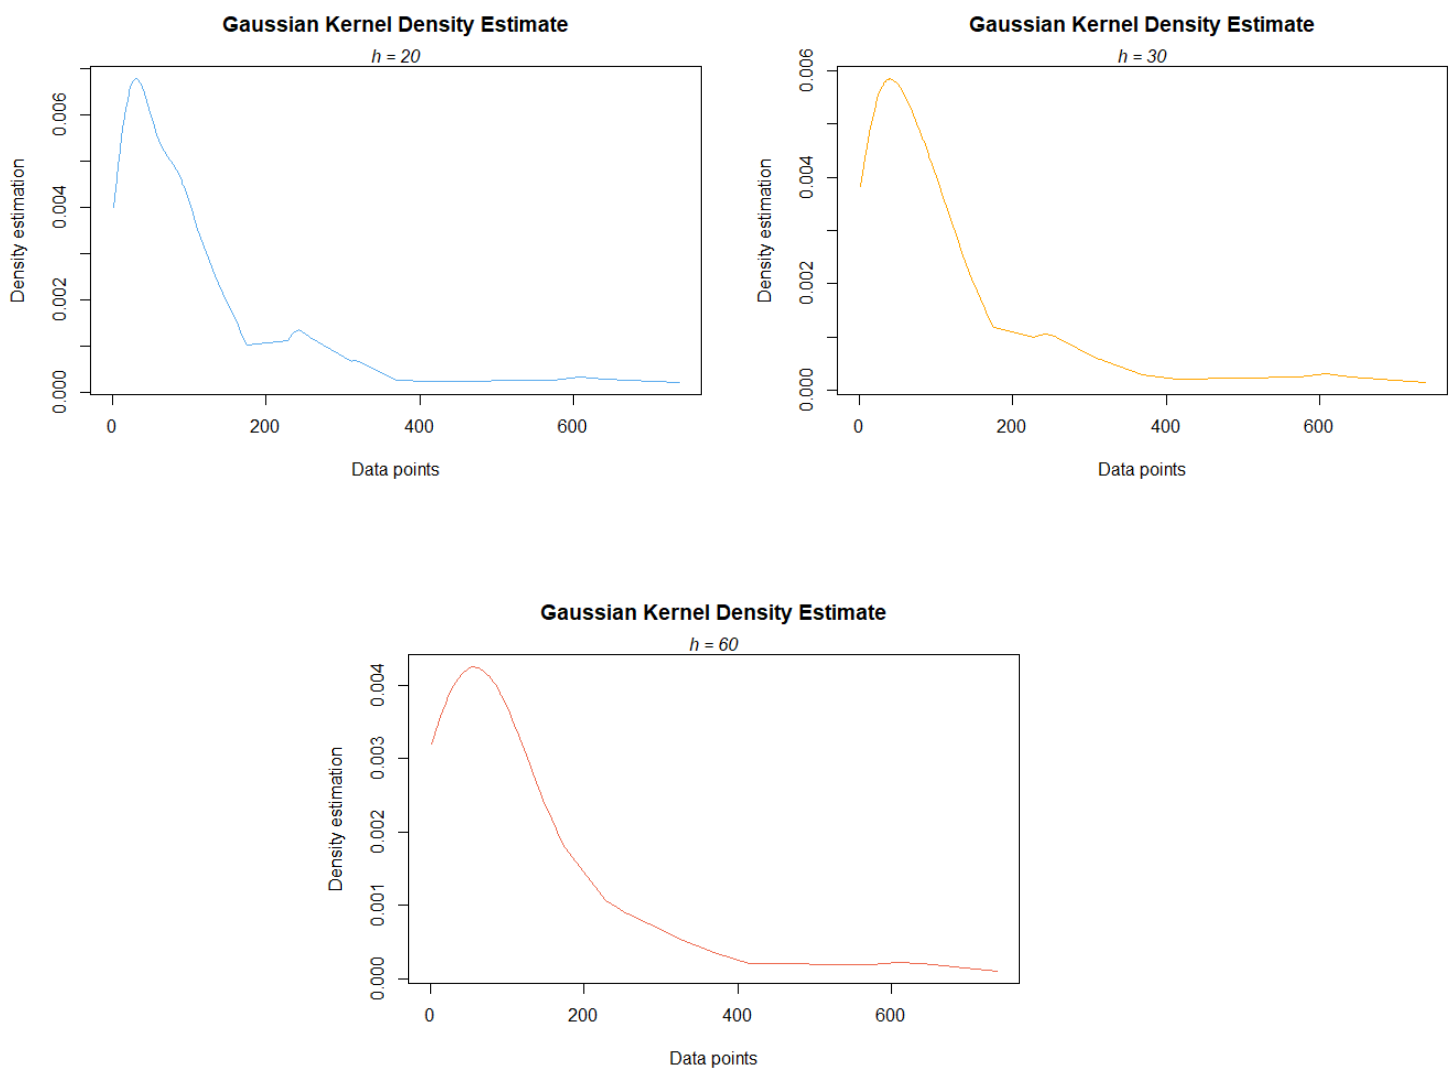 Gaussian Kernel Density Estimate
h = 20
Density estimation
0.006
0.004
0.002
0.000
0 200 400 600
Data points
Gaussian Kernel Density Estimate
h = 30
Density estimation
0.006
0.004
0.002
0.000
0 200 400 600
Data points
Gaussian Kernel Density Estimate
h = 60
Density estimation
0.004
0.003
0.002
0.001
0.000
0 200 400 600
Data points